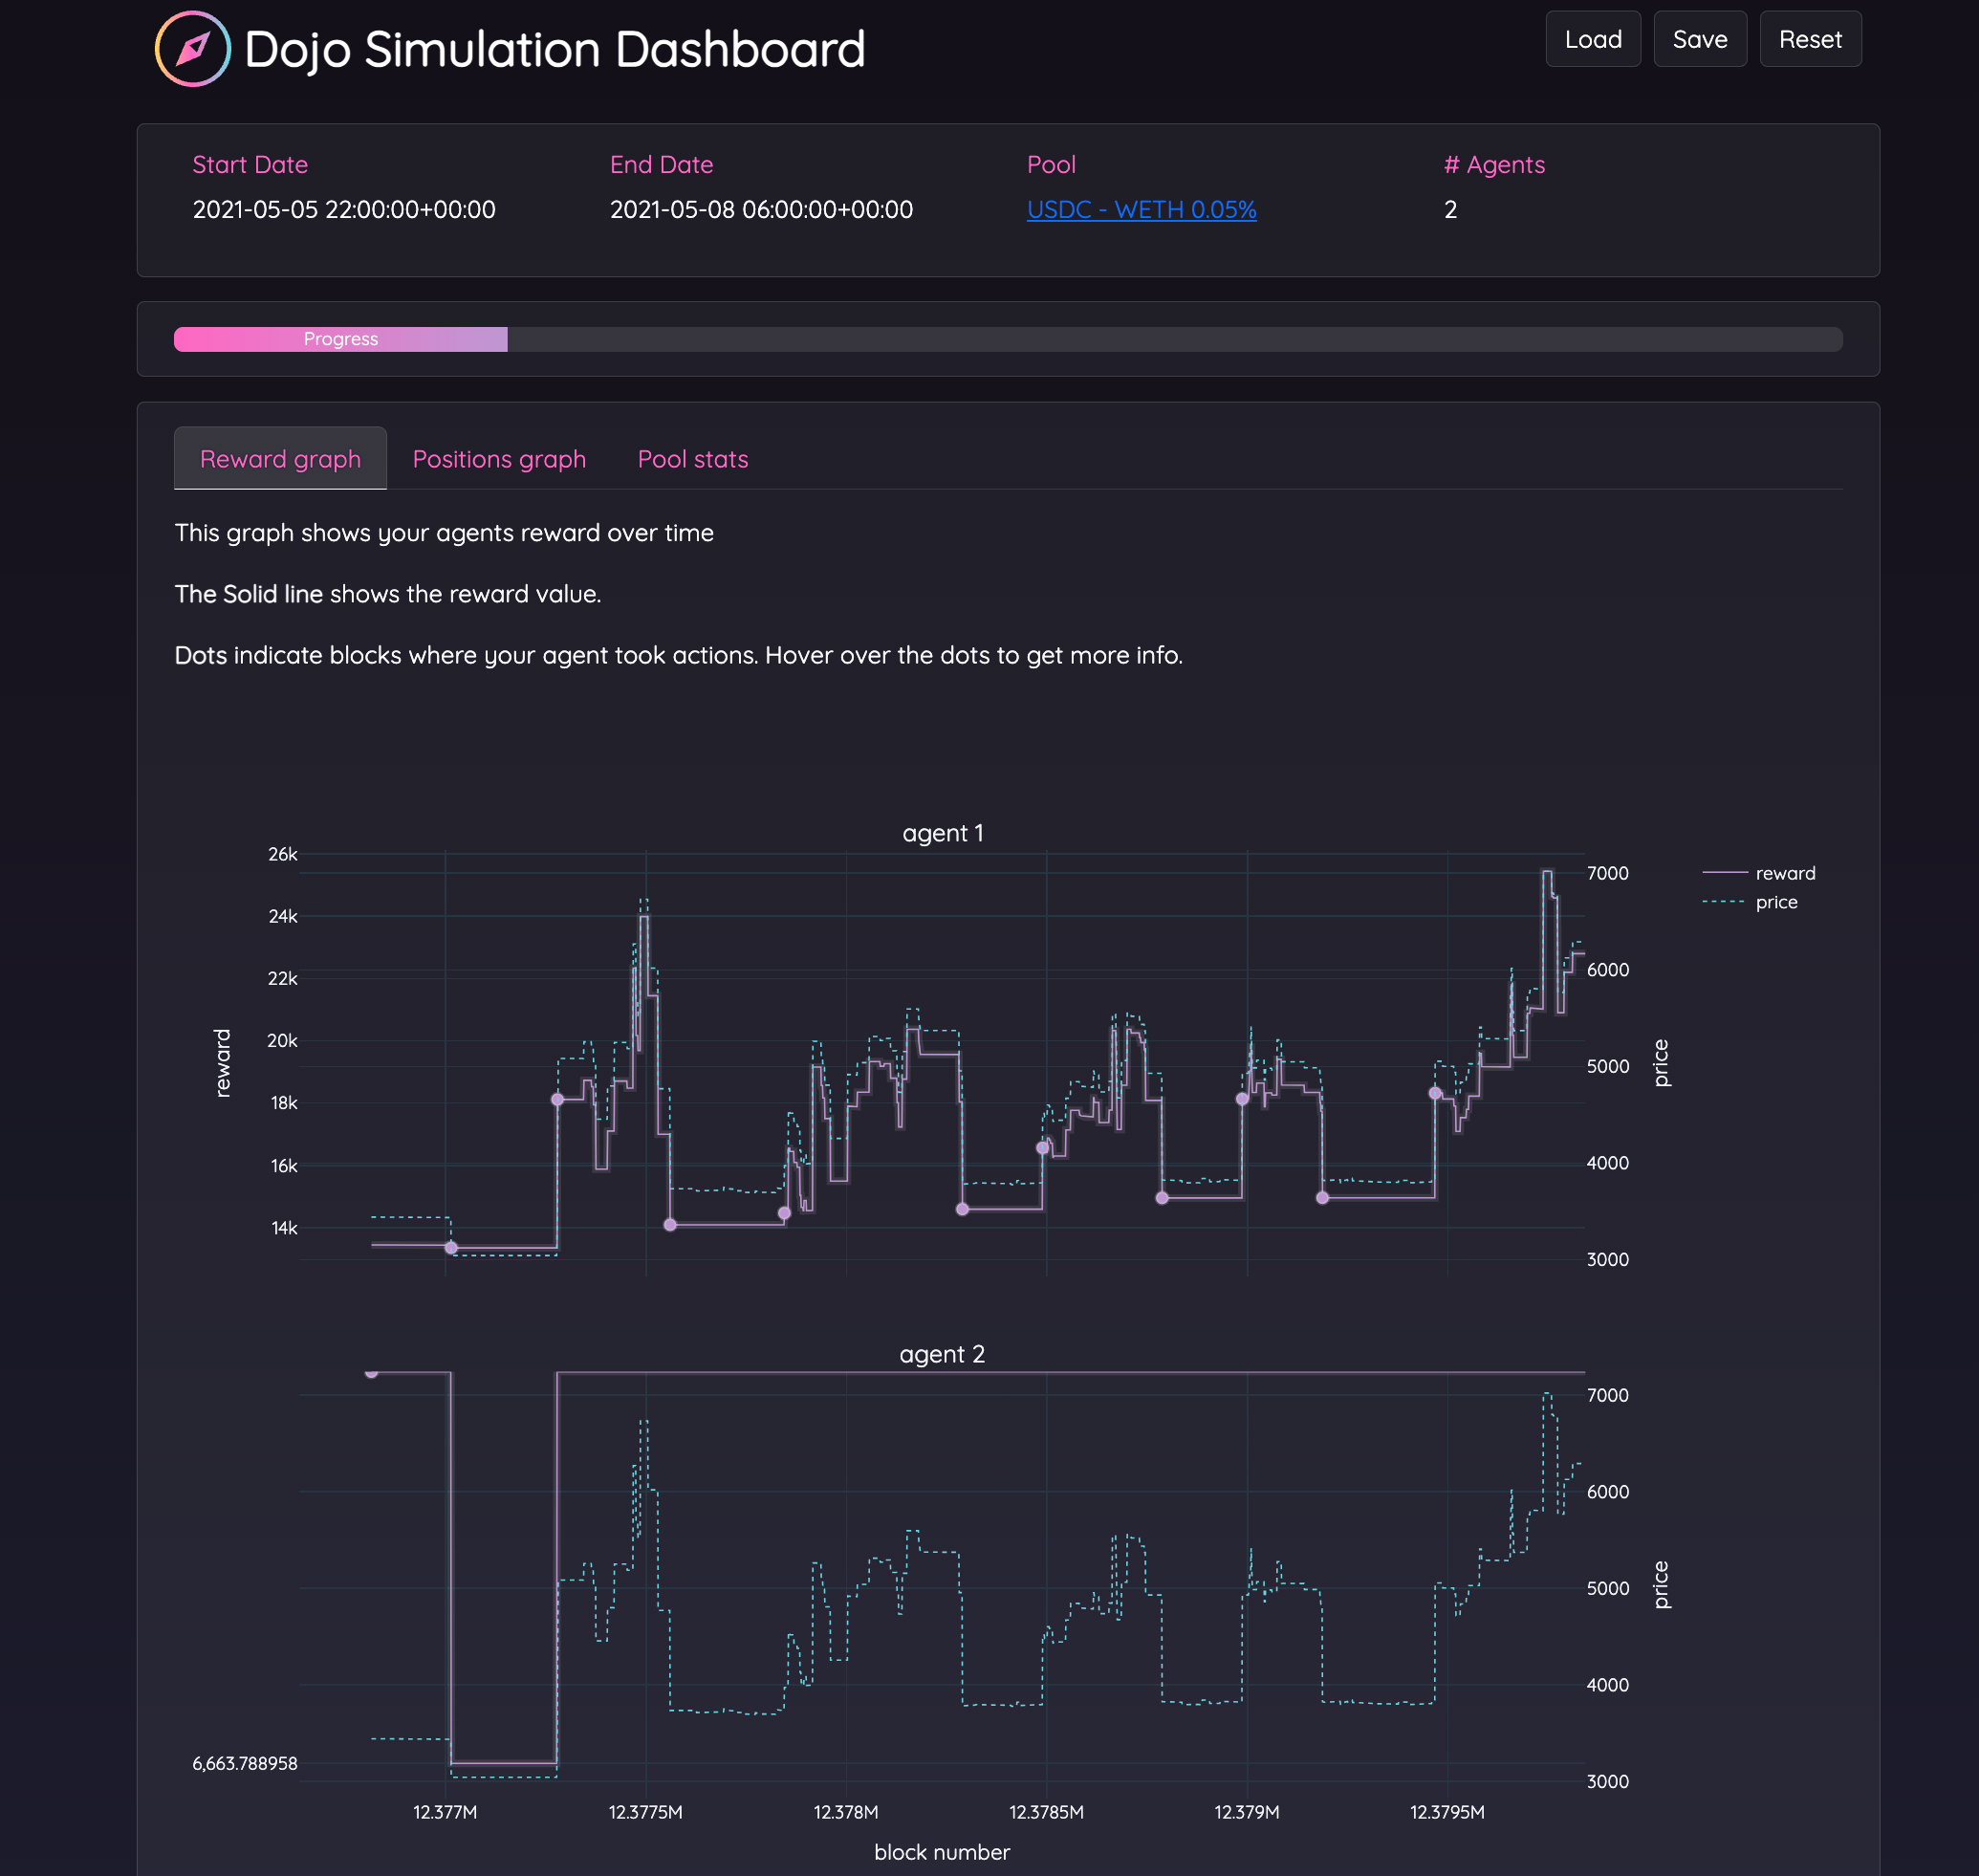 Dojo Simulation Dashboard
Load
Save
Reset
Start Date
End Date
Pool
# Agents
2021-05-05 22:00:00+00:00
2021-05-08 06:00:00+00:00
USDC - WETH 0.05%
2
Progress
Reward graph
Positions graph
Pool stats
This graph shows your agents reward over time
The Solid line shows the reward value.
Dots indicate blocks where your agent took actions. Hover over the dots to get more info.
agent 1
26k
24k
22k
20k
18k
16k
14k
reward
7000
6000
5000
4000
3000
price
reward
price
agent 2
6,663.788958
7000
6000
5000
4000
3000
price
12.377M
12.3775M
12.378M
12.3785M
12.379M
12.3795M
block number